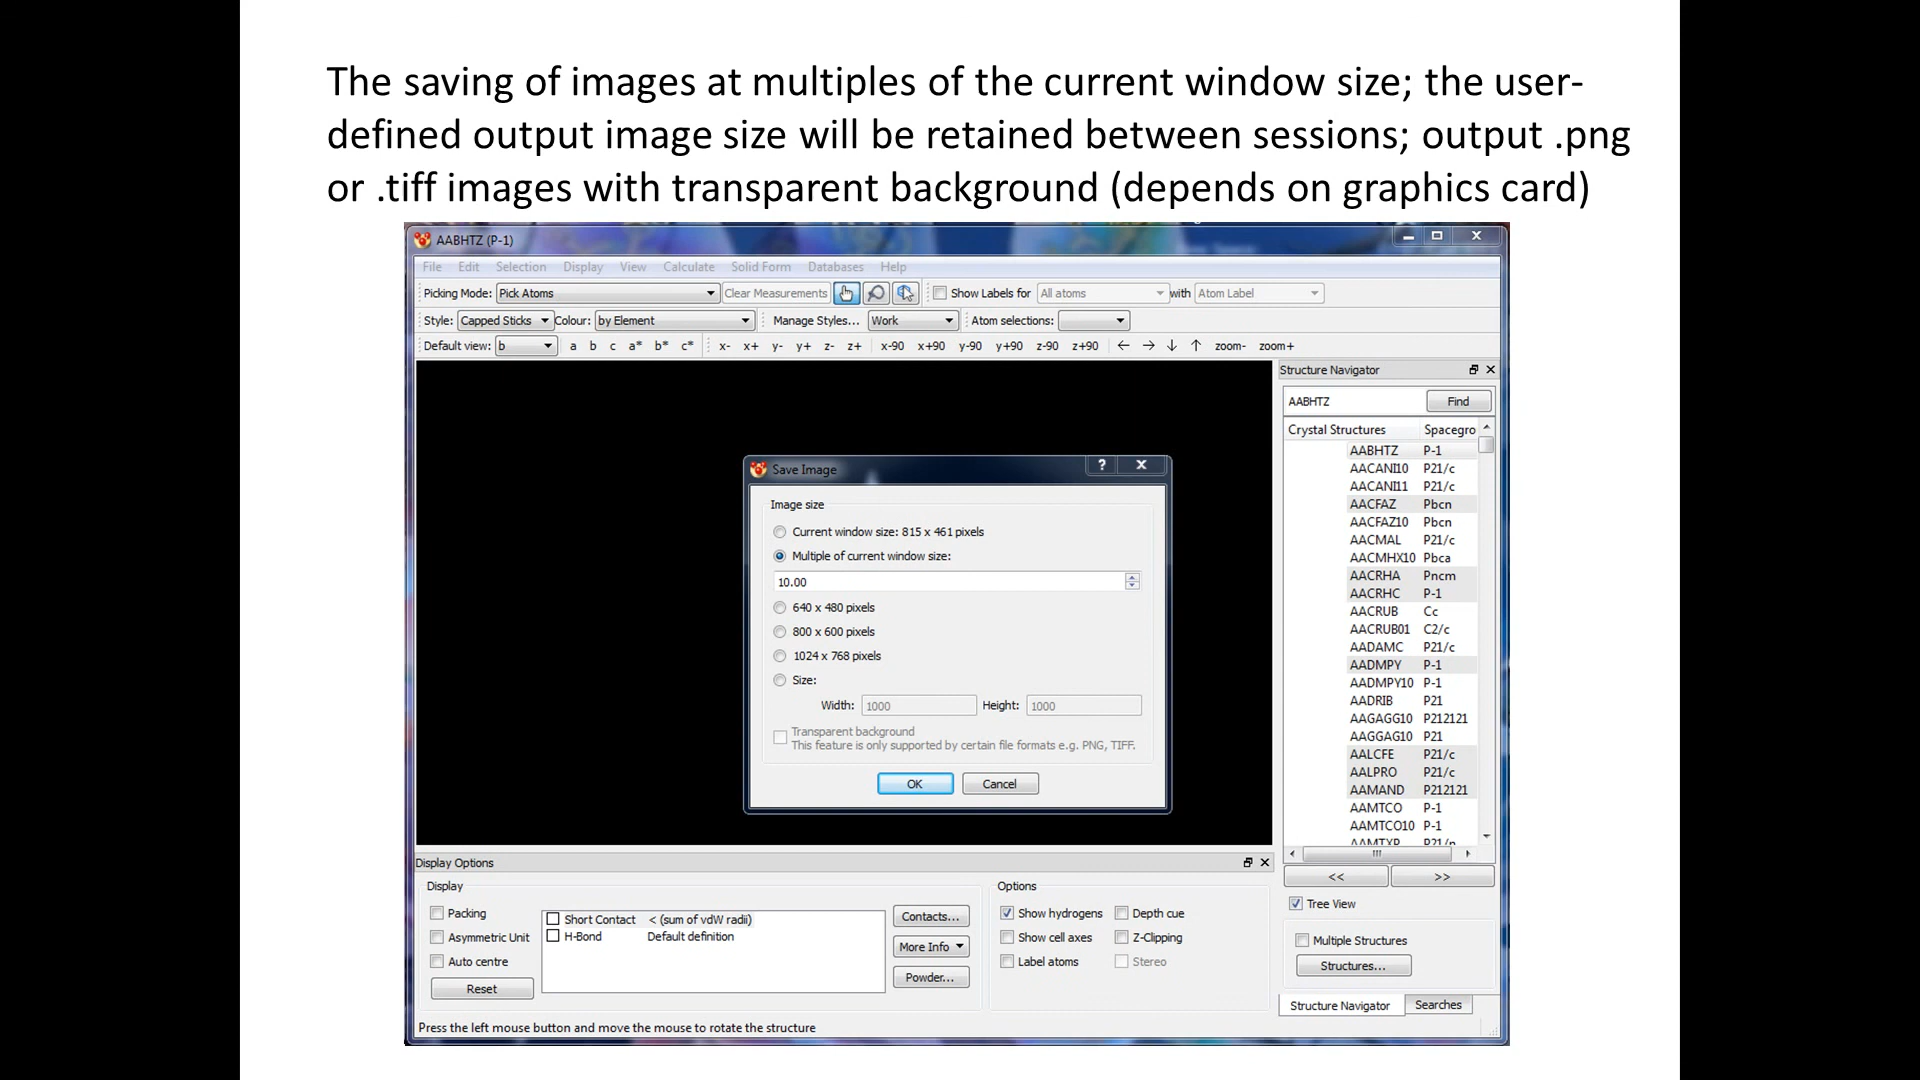 The saving of images at multiples of the current window size; the user-
defined output image size will be retained between sessions; output .png
or .tiff images with transparent background (depends on graphics card)
AABHTZ (P-1)
File Edit Selection Display View Calculate Solid Form Databases Help
Picking Mode: Pick Atoms Clear Measurements Show Labels for All atoms with Atom Label
Style: Capped Sticks Colour: by Element Manage Styles... Work Atom selections:
Default view: b a b c a* b* c* x- x+ y- y+ z- z+ x-90 x+90 y-90 y+90 z-90 z+90 ← → ↓ ↑ zoom- zoom+
Save Image
Image size
Current window size: 815 x 461 pixels
Multiple of current window size:
10.00
640 x 480 pixels
800 x 600 pixels
1024 x 768 pixels
Size:
Width: 1000 Height: 1000
Transparent background
This feature is only supported by certain file formats e.g. PNG, TIFF.
OK Cancel
Structure Navigator
AABHTZ Find
Crystal Structures Spacegro
AABHTZ P-1
AACANI10 P21/c
AACANI11 P21/c
AACFAZ Pbcn
AACFAZ10 Pbcn
AACMAL P21/c
AACMHX10 Pbca
AACRHA Pncm
AACRHC P-1
AACRUB Cc
AACRUB01 C2/c
AADAMC P21/c
AADMPY P-1
AADMPY10 P-1
AADRIB P21
AAGAGG10 P212121
AAGGAG10 P21
AALCFE P21/c
AALPRO P21/c
AAMAND P212121
AAMTCO P-1
AAMTCO10 P-1
AAMTXP P21/n
<< >>
Tree View
Multiple Structures
Structures...
Structure Navigator Searches
Display Options
Display
Packing
Asymmetric Unit
Auto centre
Reset
Short Contact < (sum of vdW radii)
H-Bond Default definition
Contacts...
More Info
Powder...
Options
Show hydrogens Depth cue
Show cell axes Z-Clipping
Label atoms Stereo
Press the left mouse button and move the mouse to rotate the structure